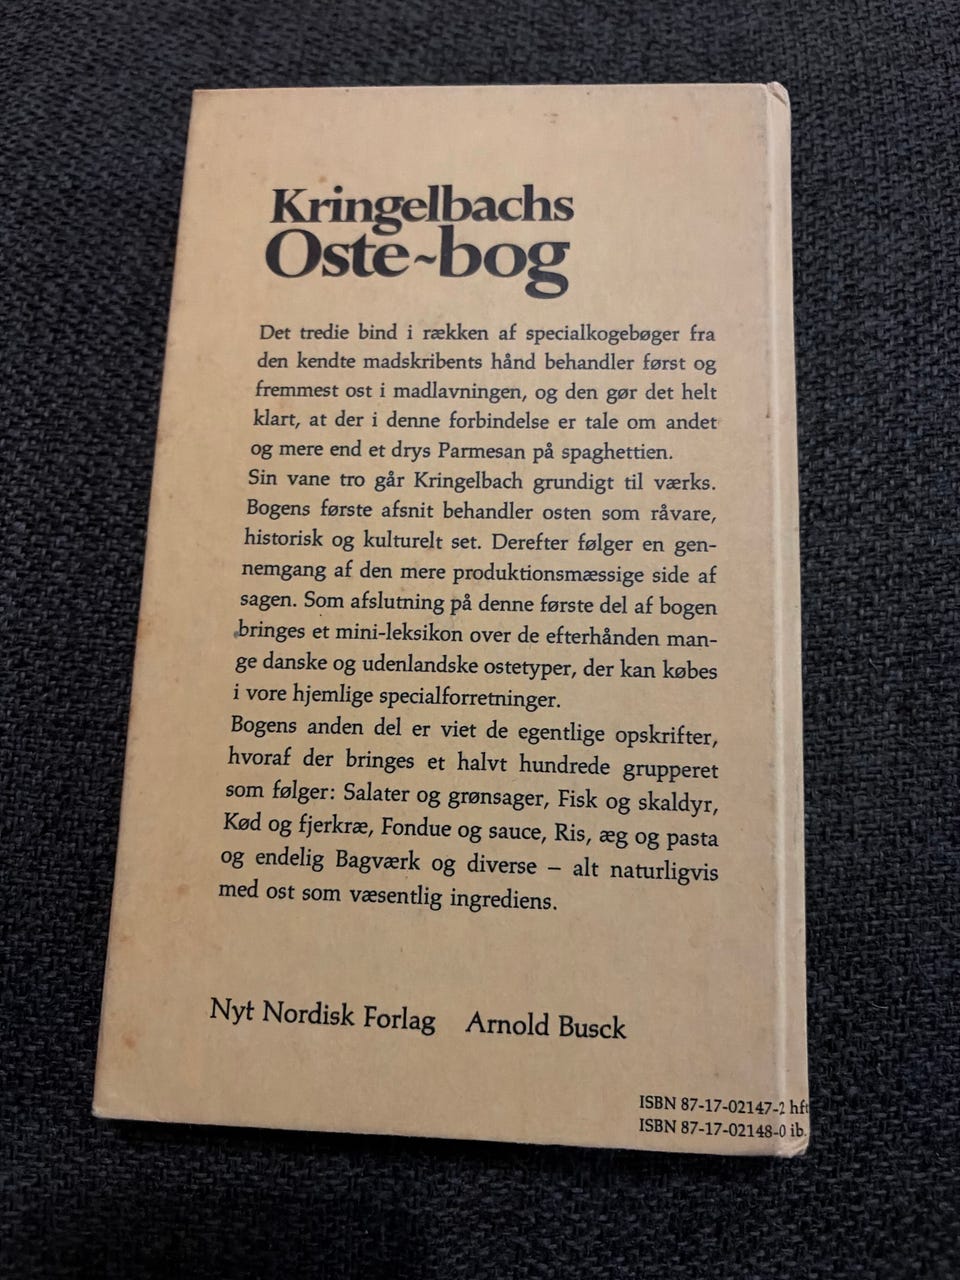 Kringelbachs
Oste~bog
Det tredie bind i rækken af specialkogebøger fra
den kendte madskribents hånd behandler først og
fremmest ost i madlavningen, og den gør det helt
klart, at der i denne forbindelse er tale om andet
og mere end et drys Parmesan på spaghettien.
Sin vane tro går Kringelbach grundigt til værks.
Bogens første afsnit behandler osten som råvare,
historisk og kulturelt set. Derefter følger en gen-
nemgang af den mere produktionsmæssige side af
sagen. Som afslutning på denne første del af bogen
bringes et mini-leksikon over de efterhånden man-
ge danske og udenlandske ostetyper, der kan købes
i vore hjemlige specialforretninger.
Bogens anden del er viet de egentlige opskrifter,
hvoraf der bringes et halvt hundrede grupperet
som følger: Salater og grønsager, Fisk og skaldyr,
Kød og fjerkræ, Fondue og sauce, Ris, æg og pasta
og endelig Bagværk og diverse – alt naturligvis
med ost som væsentlig ingrediens.
Nyt Nordisk Forlag Arnold Busck
ISBN 87-17-02147-2 hft
ISBN 87-17-02148-0 ib.